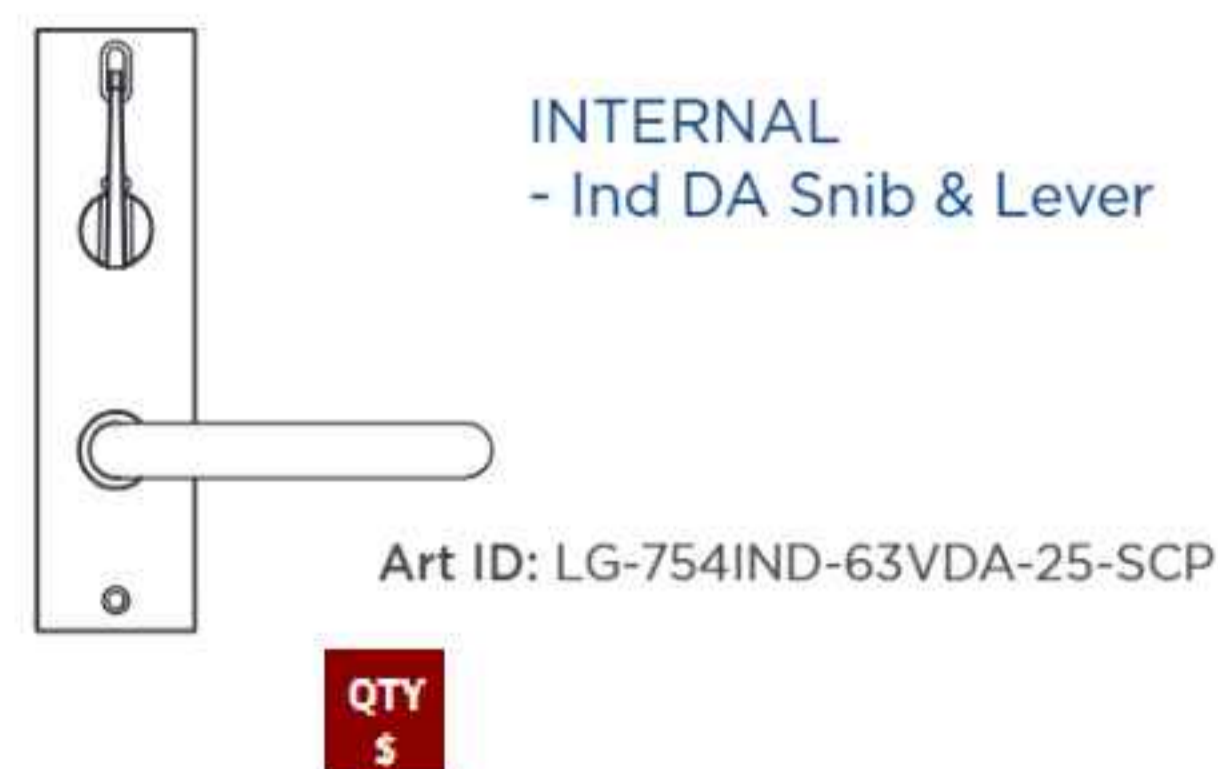 INTERNAL
- Ind DA Snib & Lever
Art ID: LG-754IND-63VDA-25-SCP
QTY
$